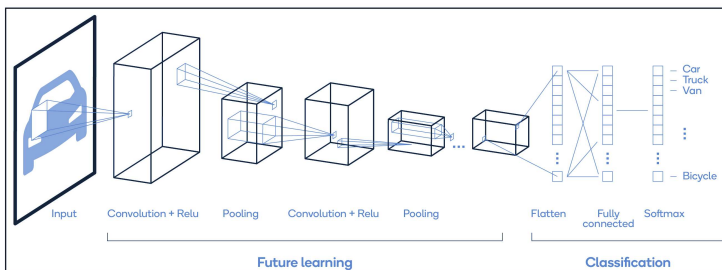 Car
Truck
Van
Bicycle
Input
Convolution + Relu
Pooling
Convolution + Relu
Pooling
Flatten
Fully
connected
Softmax
Future learning
Classification